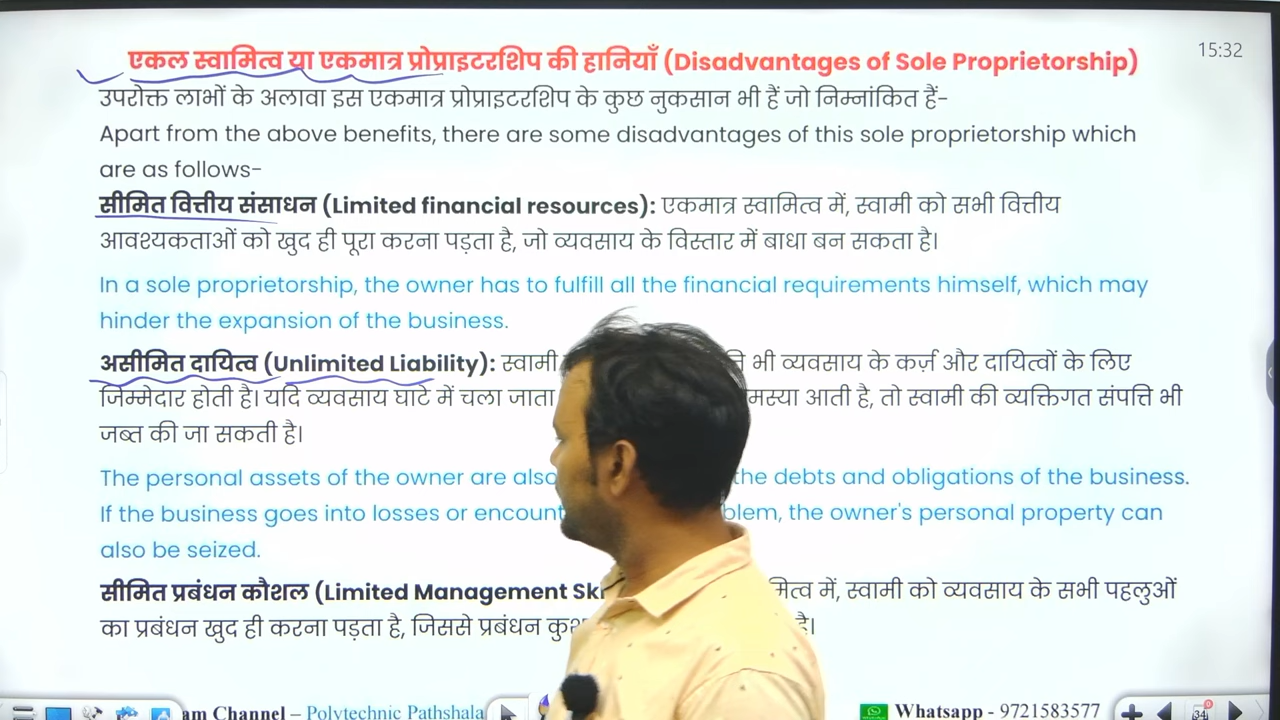 एकल स्वामित्व या एकमात्र प्रोप्राइटरशिप की हानियाँ (Disadvantages of Sole Proprietorship)
15:32
उपरोक्त लाभों के अलावा इस एकमात्र प्रोप्राइटरशिप के कुछ नुकसान भी हैं जो निम्नांकित हैं-
Apart from the above benefits, there are some disadvantages of this sole proprietorship which
are as follows-
सीमित वित्तीय संसाधन (Limited financial resources): एकमात्र स्वामित्व में, स्वामी को सभी वित्तीय
आवश्यकताओं को खुद ही पूरा करना पड़ता है, जो व्यवसाय के विस्तार में बाधा बन सकता है।
In a sole proprietorship, the owner has to fulfill all the financial requirements himself, which may
hinder the expansion of the business.
असीमित दायित्व (Unlimited Liability): स्वामी भी व्यवसाय के कर्ज़ और दायित्वों के लिए
जिम्मेदार होती है। यदि व्यवसाय घाटे में चला जाता आती है, तो स्वामी की व्यक्तिगत संपत्ति भी
जब्त की जा सकती है।
The personal assets of the owner are also the debts and obligations of the business.
If the business goes into losses or the owner's personal property can
also be seized.
सीमित प्रबंधन कौशल (Limited Management में, स्वामी को व्यवसाय के सभी पहलुओं
का प्रबंधन खुद ही करना पड़ता है, जिससे प्रबंधन है।
am Channel – Polytechnic Pathshala
Whatsapp - 9721583577
34